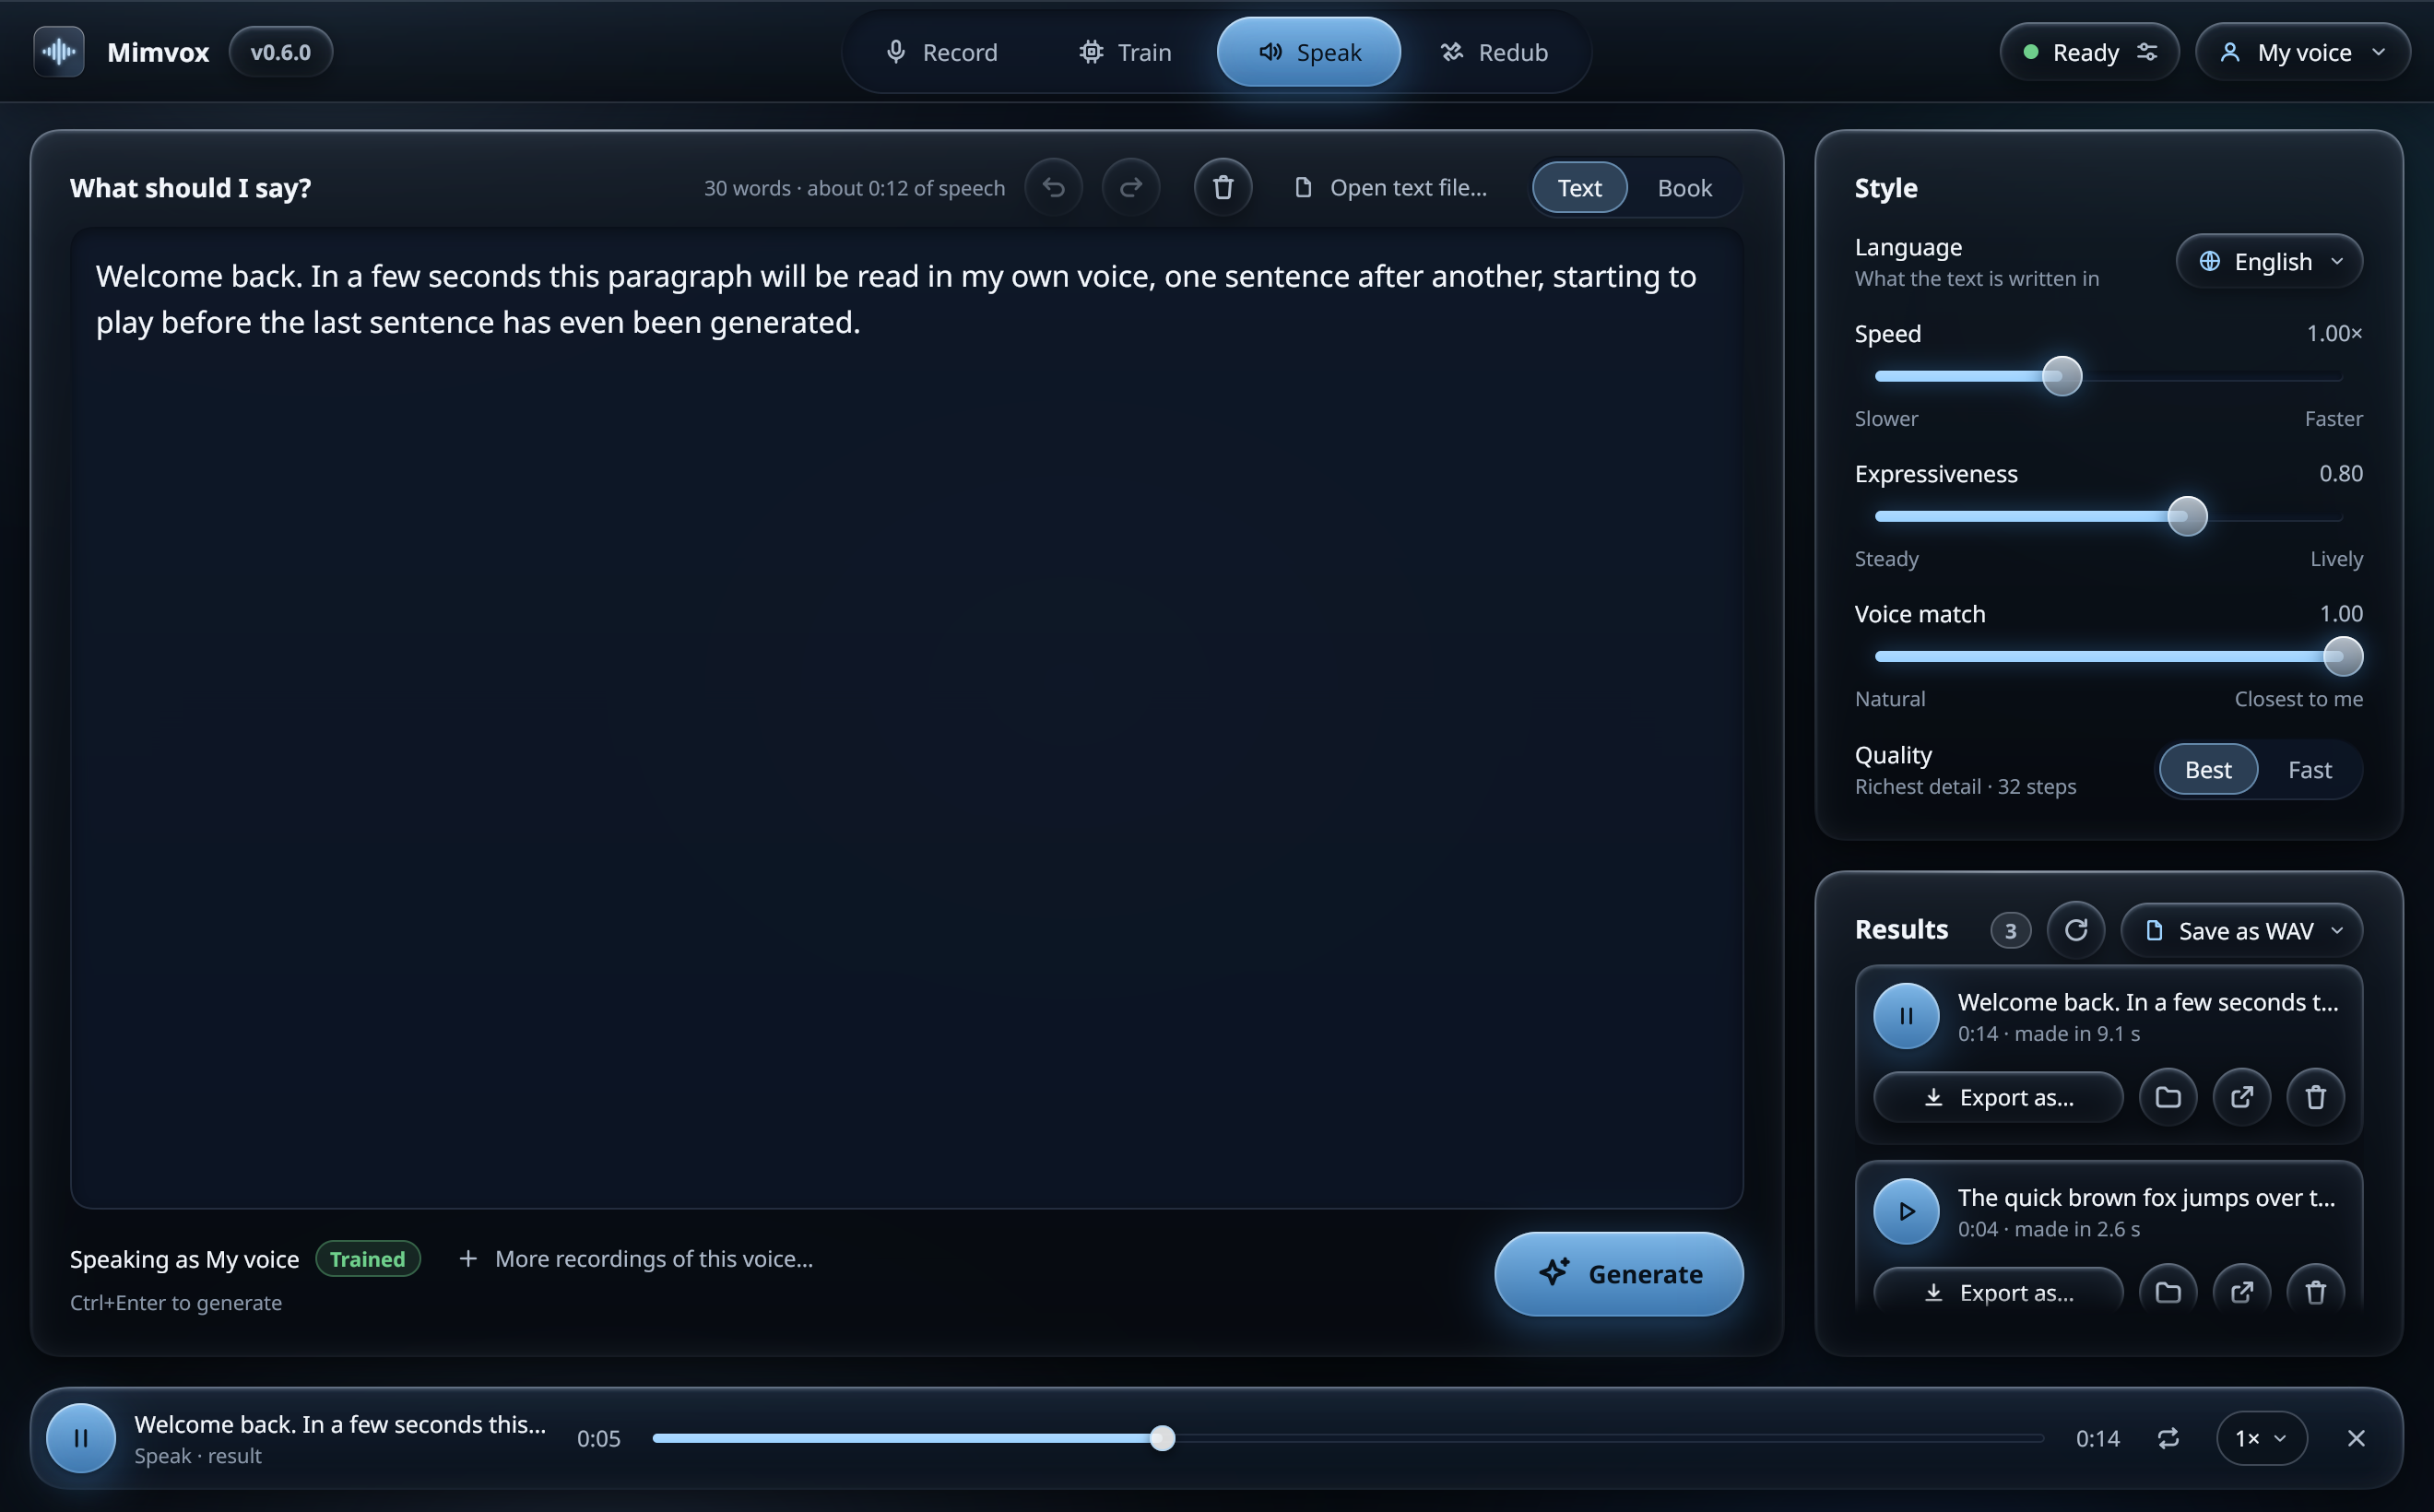 Mimvox v0.6.0
Record Train Speak Redub
Ready My voice
What should I say?
30 words · about 0:12 of speech
Open text file...
Text Book
Welcome back. In a few seconds this paragraph will be read in my own voice, one sentence after another, starting to
play before the last sentence has even been generated.
Speaking as My voice Trained + More recordings of this voice...
Ctrl+Enter to generate
Generate
Style
Language
What the text is written in
English
Speed 1.00×
Slower Faster
Expressiveness 0.80
Steady Lively
Voice match 1.00
Natural Closest to me
Quality
Richest detail · 32 steps
Best Fast
Results 3 Save as WAV
Welcome back. In a few seconds t...
0:14 · made in 9.1 s
Export as...
The quick brown fox jumps over t...
0:04 · made in 2.6 s
Export as...
Welcome back. In a few seconds this...
Speak · result
0:05 0:14 1×